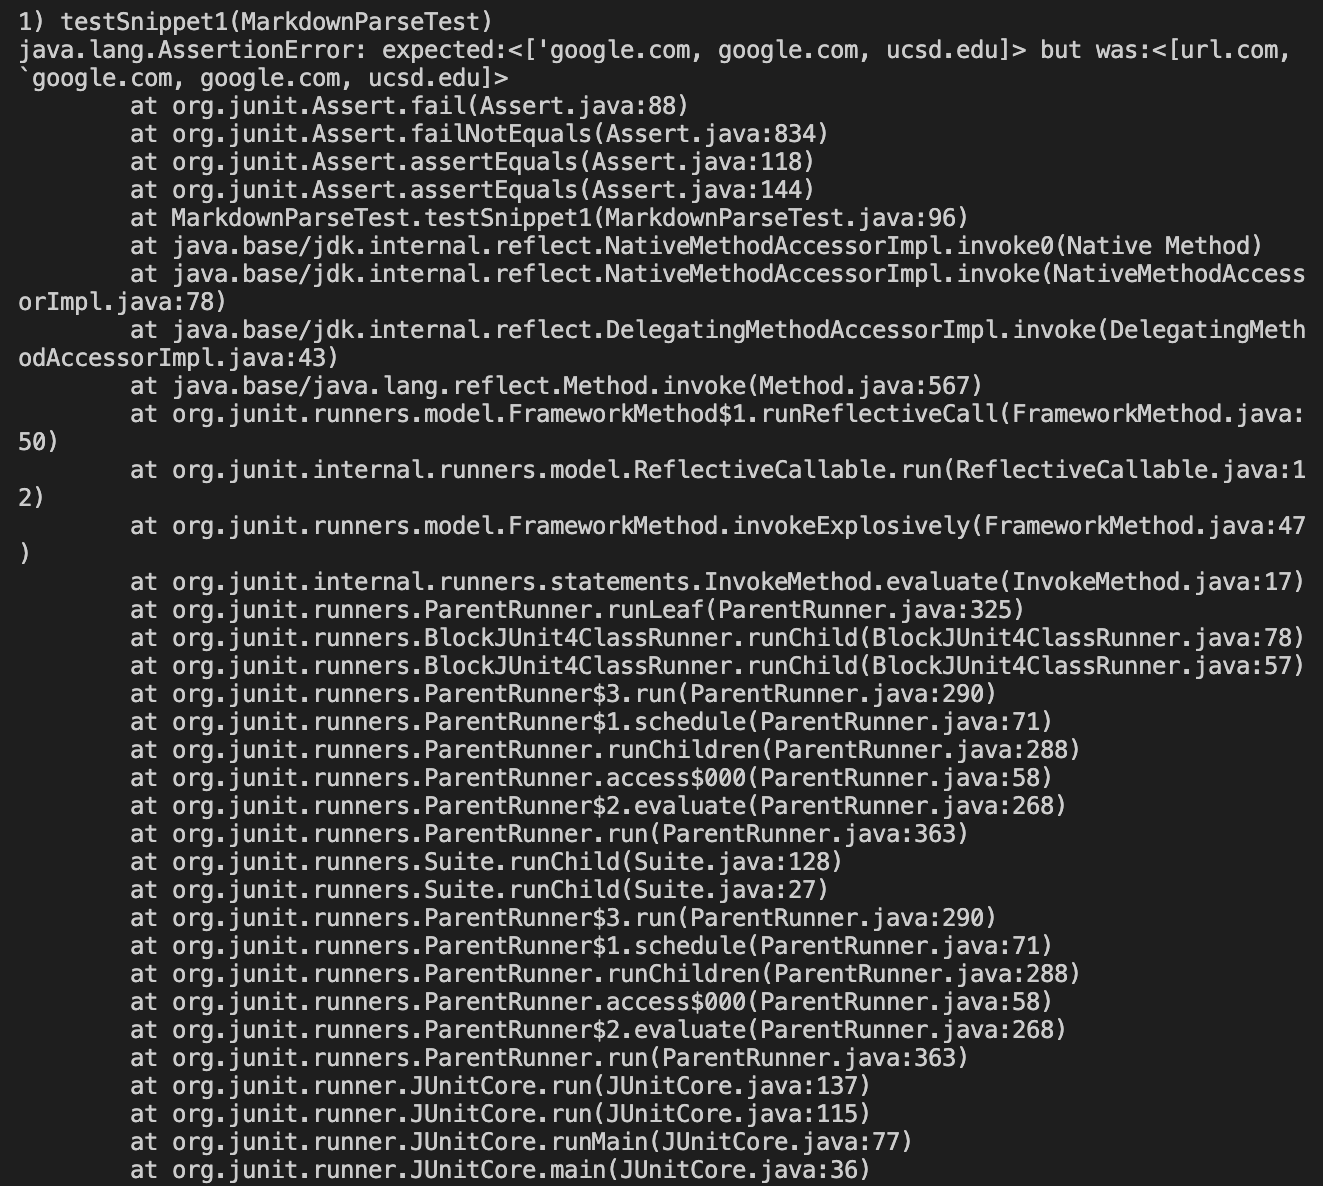 1) testSnippet1(MarkdownParseTest)
java.lang.AssertionError: expected:<['google.com, google.com, ucsd.edu]> but was:<[url.com,
`google.com, google.com, ucsd.edu]>
        at org.junit.Assert.fail(Assert.java:88)
        at org.junit.Assert.failNotEquals(Assert.java:834)
        at org.junit.Assert.assertEquals(Assert.java:118)
        at org.junit.Assert.assertEquals(Assert.java:144)
        at MarkdownParseTest.testSnippet1(MarkdownParseTest.java:96)
        at java.base/jdk.internal.reflect.NativeMethodAccessorImpl.invoke0(Native Method)
        at java.base/jdk.internal.reflect.NativeMethodAccessorImpl.invoke(NativeMethodAccess
orImpl.java:78)
        at java.base/jdk.internal.reflect.DelegatingMethodAccessorImpl.invoke(DelegatingMeth
odAccessorImpl.java:43)
        at java.base/java.lang.reflect.Method.invoke(Method.java:567)
        at org.junit.runners.model.FrameworkMethod$1.runReflectiveCall(FrameworkMethod.java:
50)
        at org.junit.internal.runners.model.ReflectiveCallable.run(ReflectiveCallable.java:1
2)
        at org.junit.runners.model.FrameworkMethod.invokeExplosively(FrameworkMethod.java:47
)
        at org.junit.internal.runners.statements.InvokeMethod.evaluate(InvokeMethod.java:17)
        at org.junit.runners.ParentRunner.runLeaf(ParentRunner.java:325)
        at org.junit.runners.BlockJUnit4ClassRunner.runChild(BlockJUnit4ClassRunner.java:78)
        at org.junit.runners.BlockJUnit4ClassRunner.runChild(BlockJUnit4ClassRunner.java:57)
        at org.junit.runners.ParentRunner$3.run(ParentRunner.java:290)
        at org.junit.runners.ParentRunner$1.schedule(ParentRunner.java:71)
        at org.junit.runners.ParentRunner.runChildren(ParentRunner.java:288)
        at org.junit.runners.ParentRunner.access$000(ParentRunner.java:58)
        at org.junit.runners.ParentRunner$2.evaluate(ParentRunner.java:268)
        at org.junit.runners.ParentRunner.run(ParentRunner.java:363)
        at org.junit.runners.Suite.runChild(Suite.java:128)
        at org.junit.runners.Suite.runChild(Suite.java:27)
        at org.junit.runners.ParentRunner$3.run(ParentRunner.java:290)
        at org.junit.runners.ParentRunner$1.schedule(ParentRunner.java:71)
        at org.junit.runners.ParentRunner.runChildren(ParentRunner.java:288)
        at org.junit.runners.ParentRunner.access$000(ParentRunner.java:58)
        at org.junit.runners.ParentRunner$2.evaluate(ParentRunner.java:268)
        at org.junit.runners.ParentRunner.run(ParentRunner.java:363)
        at org.junit.runner.JUnitCore.run(JUnitCore.java:137)
        at org.junit.runner.JUnitCore.run(JUnitCore.java:115)
        at org.junit.runner.JUnitCore.runMain(JUnitCore.java:77)
        at org.junit.runner.JUnitCore.main(JUnitCore.java:36)